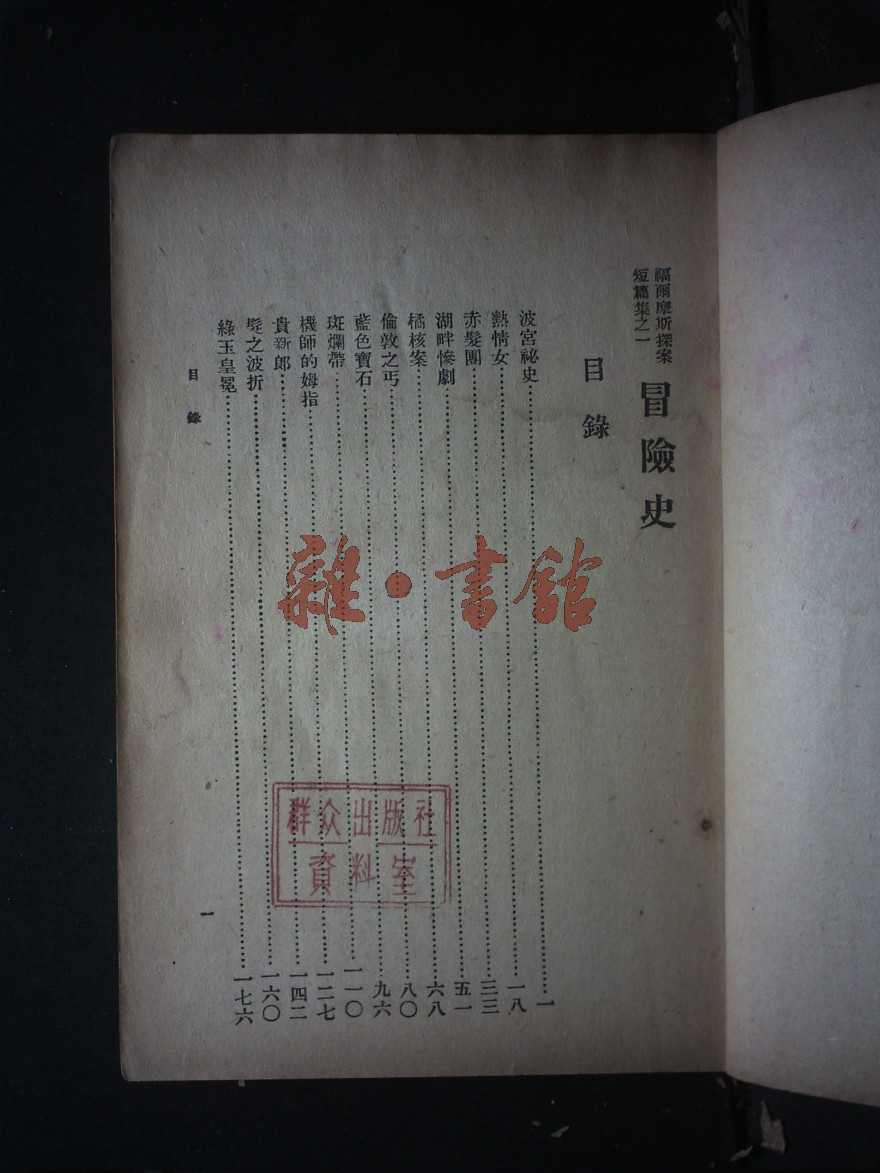 福爾摩斯探案
短篇集之一
冒險史
目錄
波宮祕史……一
熱情女……一八
赤髮團……三三
湖畔慘劇……五一
橘核案……六八
倫敦之丐……八〇
藍色寶石……九六
斑斕帶……一一〇
機師的姆指……一二七
貴新郎……一四二
髮之波折……一六〇
綠玉皇冕……一七六
目錄
一
雜·書館
群众出版社
資料室